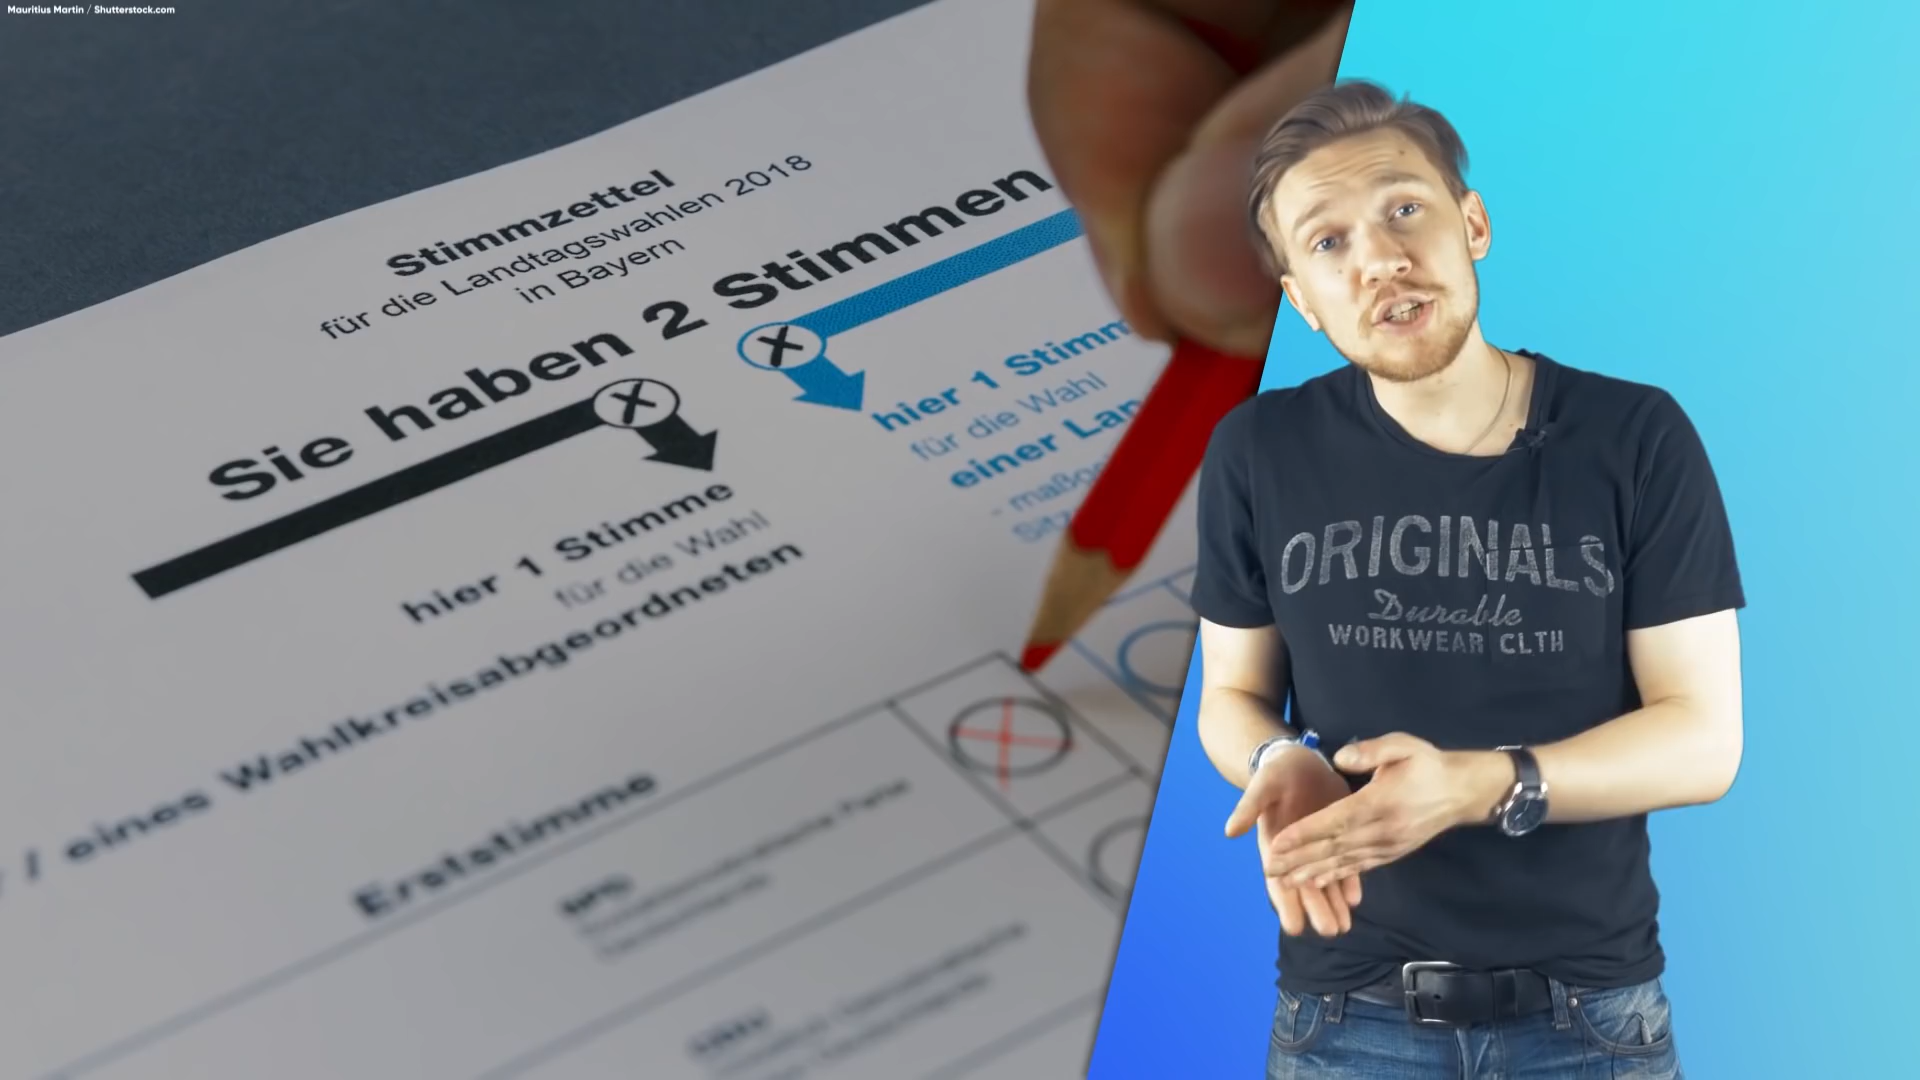 Mauritius Martin / Shutterstock.com
Stimmzettel
für die Landtagswahlen 2018
in Bayern
Sie haben 2 Stimmen
hier 1 Stimme
für die Wahl
/ eines Wahlkreisabgeordneten
hier 1 Stimm
für die Wahl
einer Lan
Erststimme
SPD
ORIGINALS
Durable
WORKWEAR CLTH